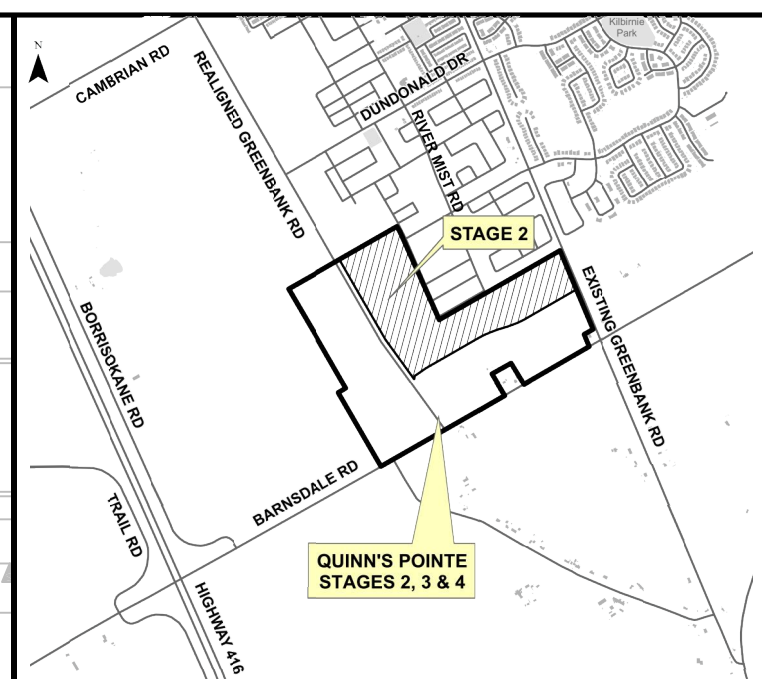 Kilbirnie
Park
N
CAMBRIAN RD
REALIGNED GREENBANK RD
DUNDONALD DR
RIVER MIST RD
STAGE 2
EXISTING GREENBANK RD
BORRISOKANE RD
BARNSDALE RD
TRAIL RD
QUINN'S POINTE
STAGES 2, 3 & 4
HIGHWAY 416